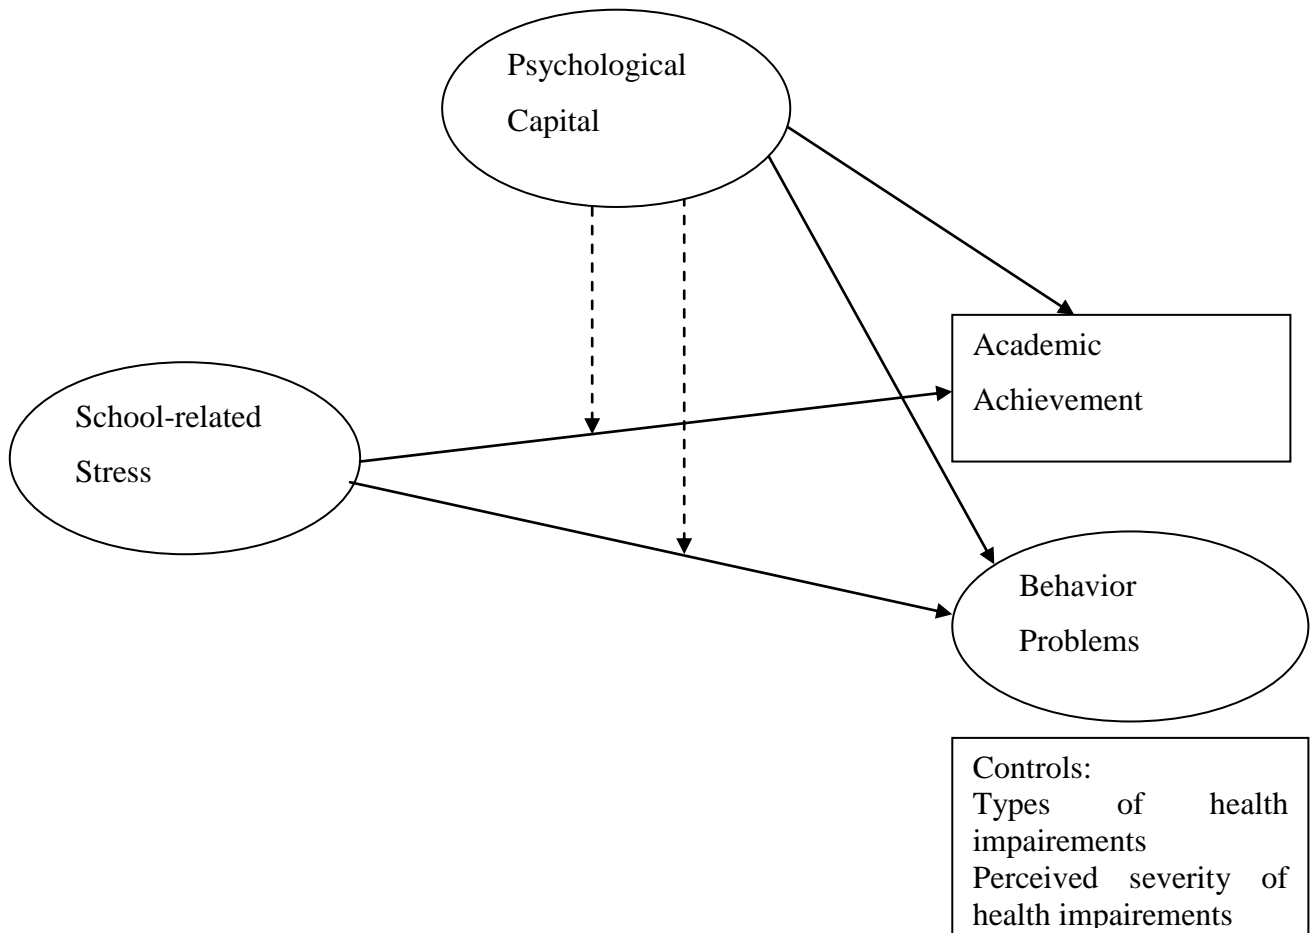 Psychological
Capital
Academic
Achievement
School-related
Stress
Behavior
Problems
Controls:
Types of health
impairements
Perceived severity of
health impairements